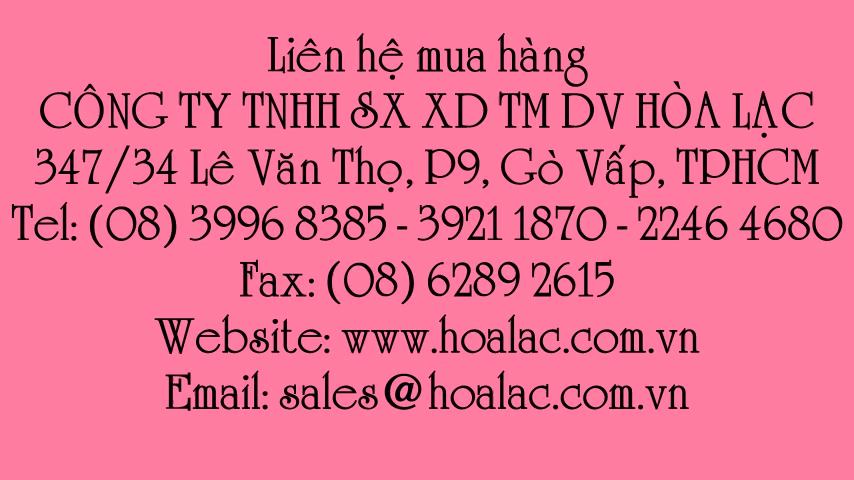 Liên hệ mua hàng
CÔNG TY TNHH SX XD TM DV HÒA LẠC
347/34 Lê Văn Thọ, P9, Gò Vấp, TPHCM
Tel: (08) 3996 8385 - 3921 1870 - 2246 4680
Fax: (08) 6289 2615
Website: www.hoalac.com.vn
Email: sales@hoalac.com.vn